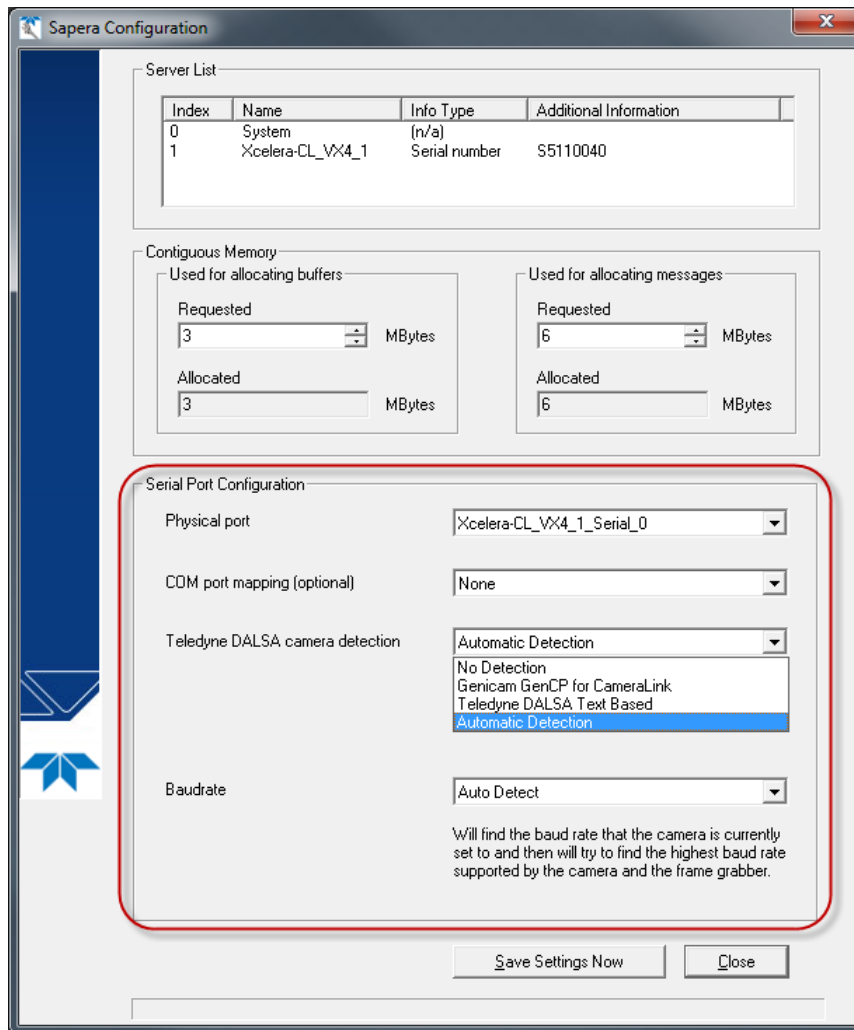 Sapera Configuration
Server List
Index Name Info Type Additional Information
0 System (n/a)
1 Xcelera-CL_VX4_1 Serial number S5110040
Contiguous Memory
Used for allocating buffers Used for allocating messages
Requested Requested
3 MBytes 6 MBytes
Allocated Allocated
3 MBytes 6 MBytes
Serial Port Configuration
Physical port Xcelera-CL_VX4_1_Serial_0
COM port mapping (optional) None
Teledyne DALSA camera detection Automatic Detection
No Detection
Genicam GenCP for CameraLink
Teledyne DALSA Text Based
Automatic Detection
Baudrate Auto Detect
Will find the baud rate that the camera is currently
set to and then will try to find the highest baud rate
supported by the camera and the frame grabber.
Save Settings Now Close